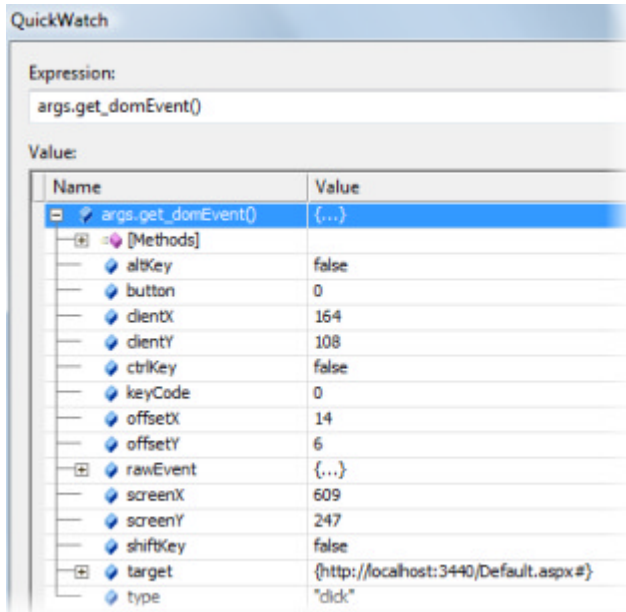 QuickWatch
Expression:
args.get_domEvent()
Value:
Name Value
args.get_domEvent() {...}
[Methods]
altKey false
button 0
clientX 164
clientY 108
ctrlKey false
keyCode 0
offsetX 14
offsetY 6
rawEvent {...}
screenX 609
screenY 247
shiftKey false
target {http://localhost:3440/Default.aspx#}
type "click"